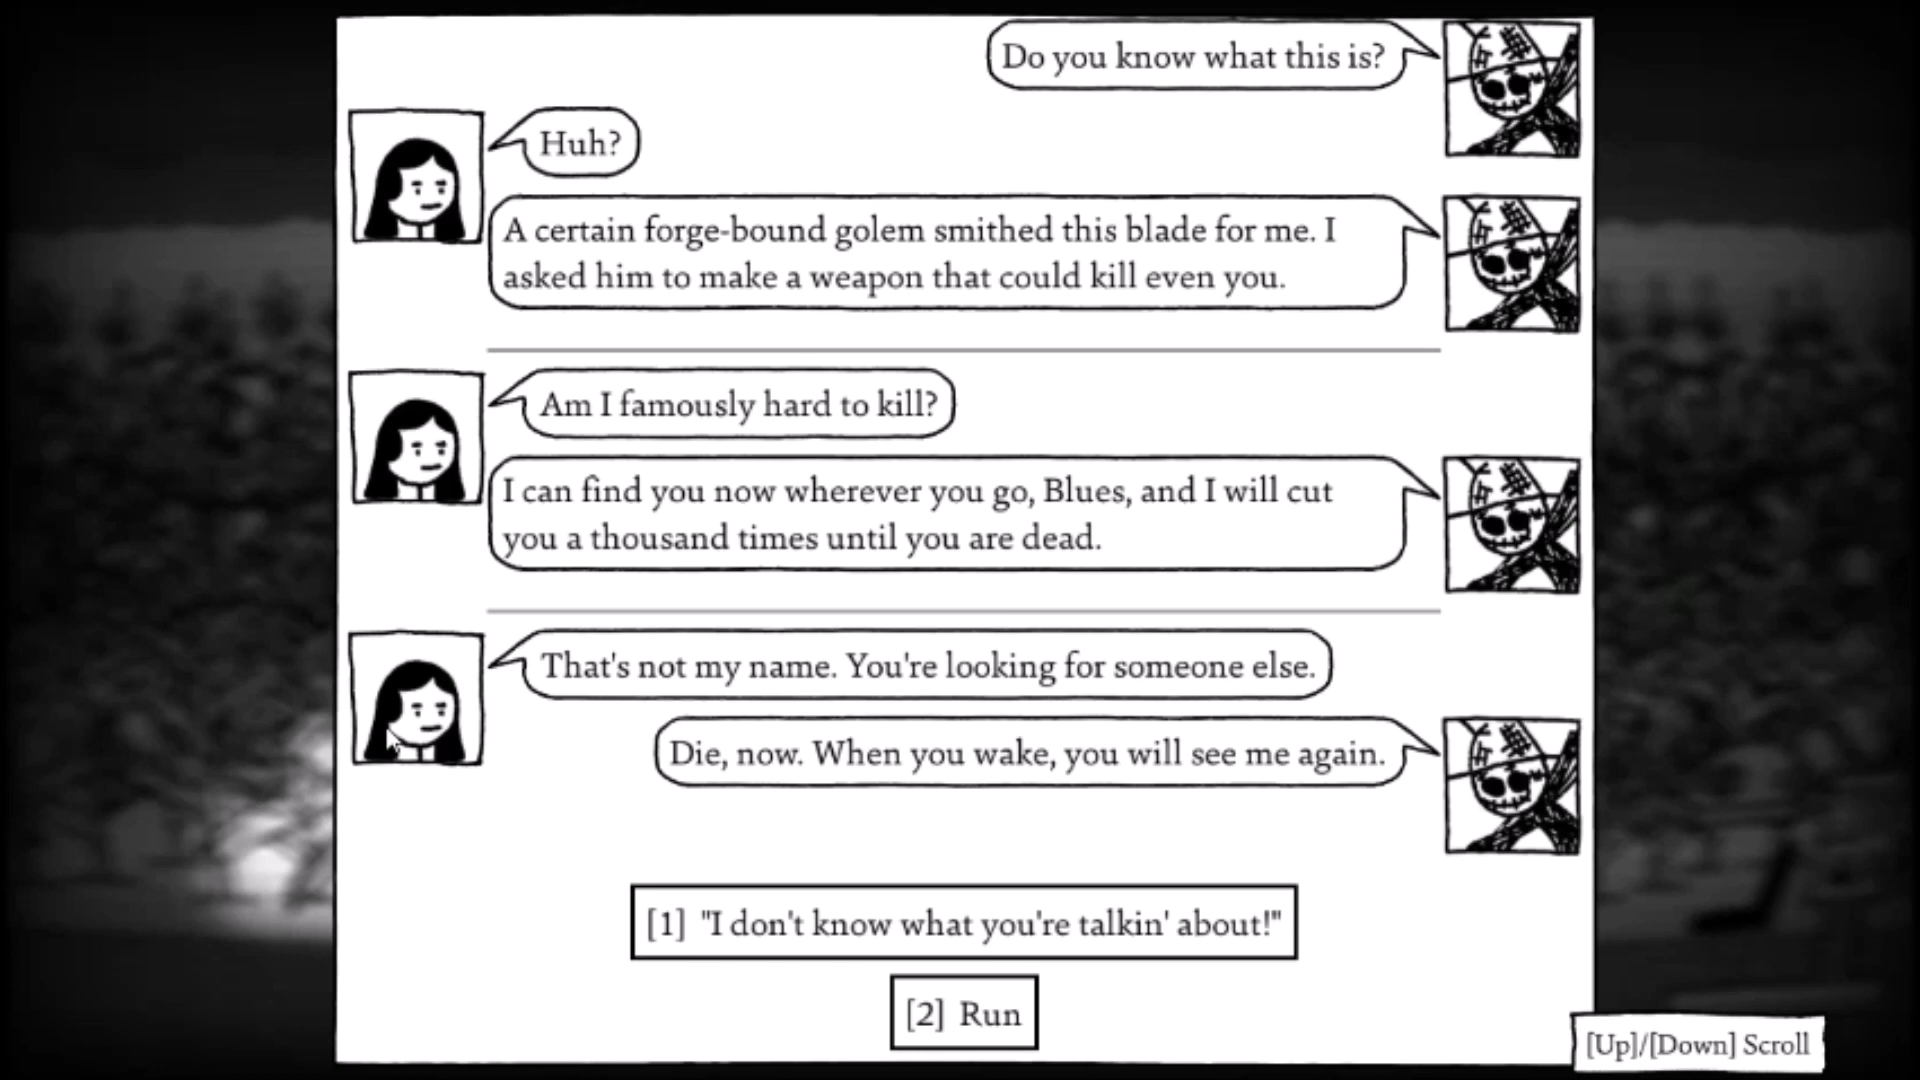 Do you know what this is?
Huh?
A certain forge-bound golem smithed this blade for me. I
asked him to make a weapon that could kill even you.
Am I famously hard to kill?
I can find you now wherever you go, Blues, and I will cut
you a thousand times until you are dead.
That's not my name. You're looking for someone else.
Die, now. When you wake, you will see me again.
[1] "I don't know what you're talkin' about!"
[2] Run
[Up]/[Down] Scroll